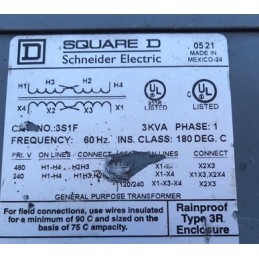 D SQUARE D
Schneider Electric
0521
MADE IN
MEXICO-24
H1 H3 H2 H4
X4 X2 X3 X1
UL
LISTED
C UL
LISTED
NO.:3S1F 3KVA PHASE: 1
FREQUENCY: 60 Hz. INS. CLASS: 180 DEG. C
PRI. V ON LINES CONNECT CONNECT
480 H1-H4 H2H3 X1-X4 X2X3
240 H1-H4 X1-X4 X1X3,X2X4
120/240 X1-X3-X4 X2X3
GENERAL PURPOSE TRANSFORMER
For field connections, use wires insulated
for a minimum of 90 C and sized on the
basis of 75 C ampacity.
Rainproof
Type 3R
Enclosure